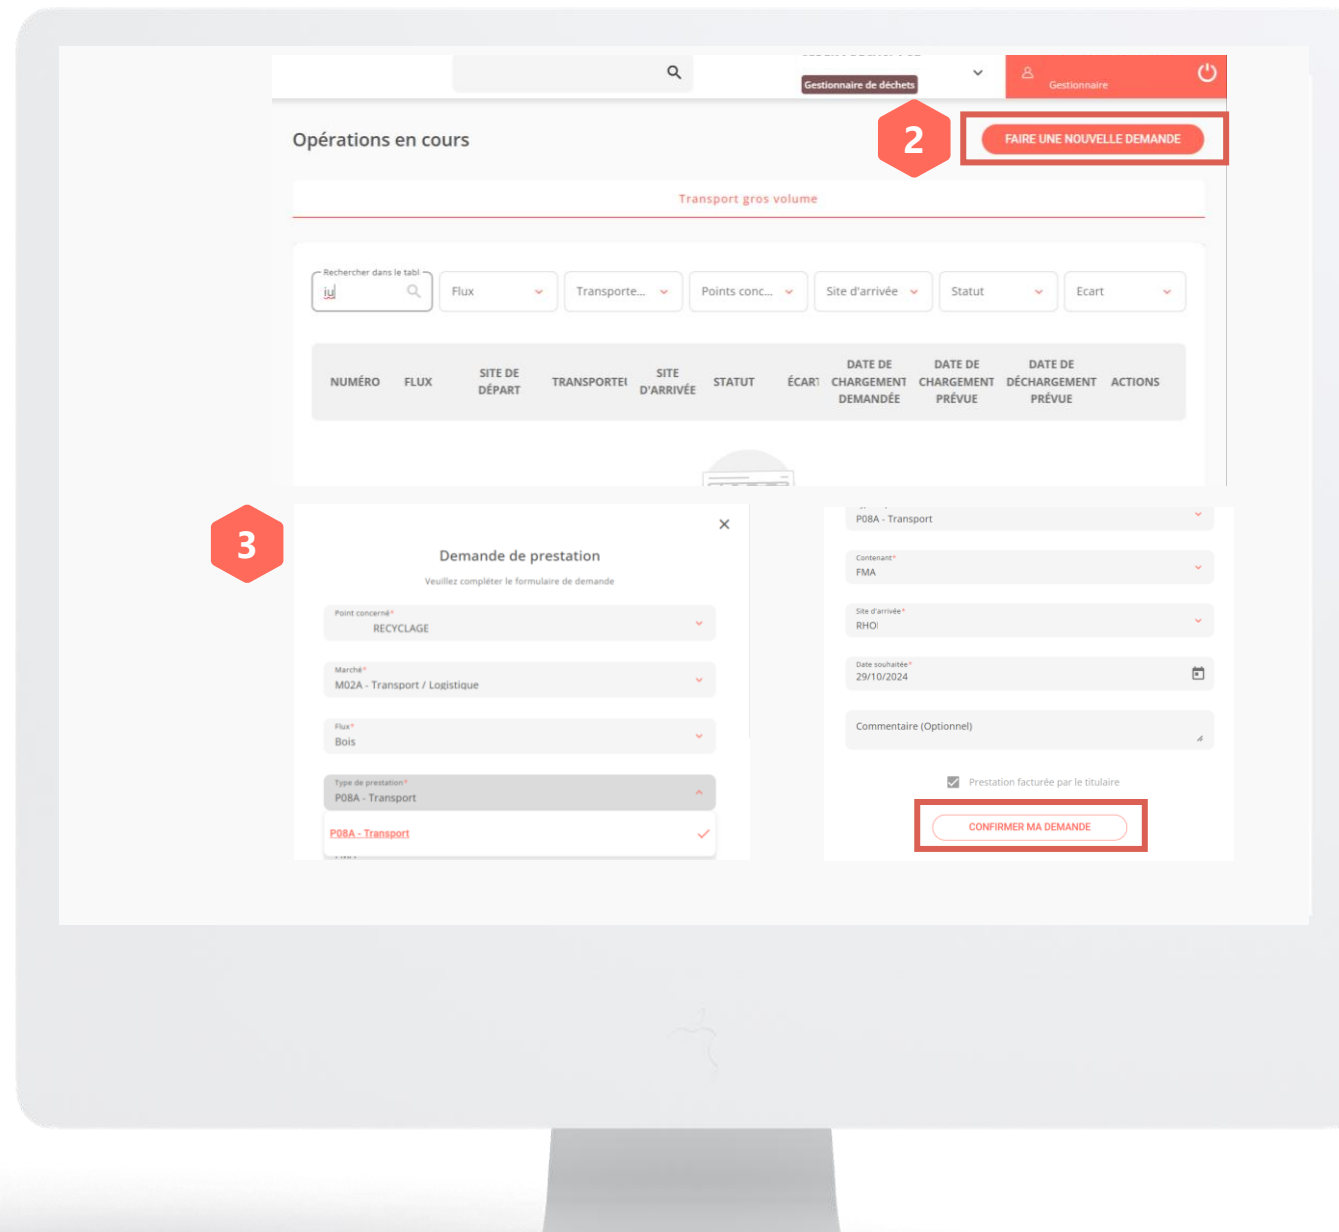 Gestionnaire de déchets
Gestionnaire
Opérations en cours
2
FAIRE UNE NOUVELLE DEMANDE
Transport gros volume
Rechercher dans le tabl
iu
Flux
Transporte...
Points conc...
Site d'arrivée
Statut
Ecart
NUMÉRO
FLUX
SITE DE
DÉPART
TRANSPORTEU
SITE
D'ARRIVÉE
STATUT
ÉCART
DATE DE
CHARGEMENT
DEMANDÉE
DATE DE
CHARGEMENT
PRÉVUE
DATE DE
DÉCHARGEMENT
PRÉVUE
ACTIONS
3
Demande de prestation
Veuillez compléter le formulaire de demande
Point concerné*
RECYCLAGE
Marché*
M02A - Transport / Logistique
Flux*
Bois
Type de prestation*
P08A - Transport
P08A - Transport
P08A - Transport
Contenant*
FMA
Site d'arrivée*
RHO
Date souhaitée*
29/10/2024
Commentaire (Optionnel)
Prestation facturée par le titulaire
CONFIRMER MA DEMANDE